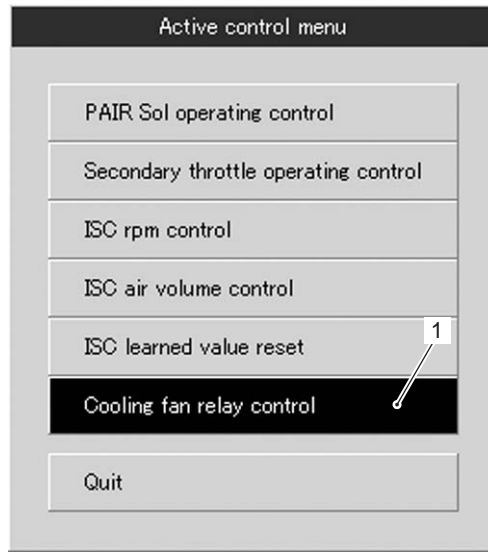 Active control menu
PAIR Sol operating control
Secondary throttle operating control
ISC rpm control
ISC air volume control
ISC learned value reset
1
Cooling fan relay control
Quit